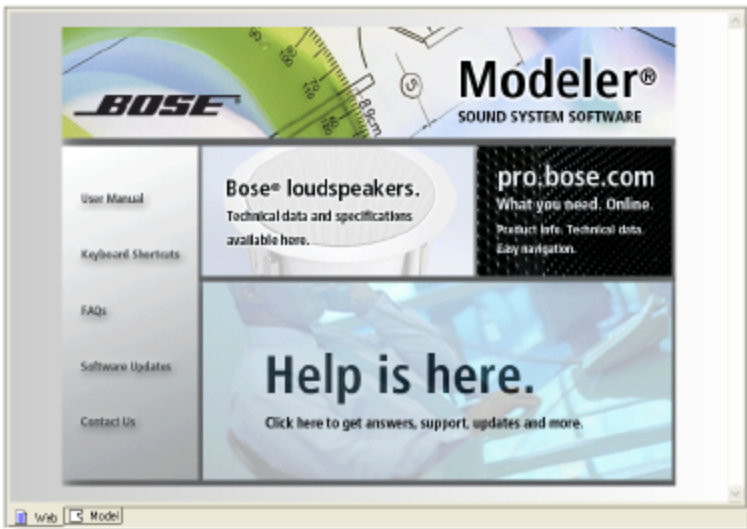 BOSE®
Modeler®
SOUND SYSTEM SOFTWARE
User Manual
Keyboard Shortcuts
FAQs
Software Updates
Contact Us
Bose® loudspeakers.
Technical data and specifications
available here.
pro.bose.com
What you need. Online.
Product info. Technical data.
Easy navigation.
Help is here.
Click here to get answers, support, updates and more.
Web
Model